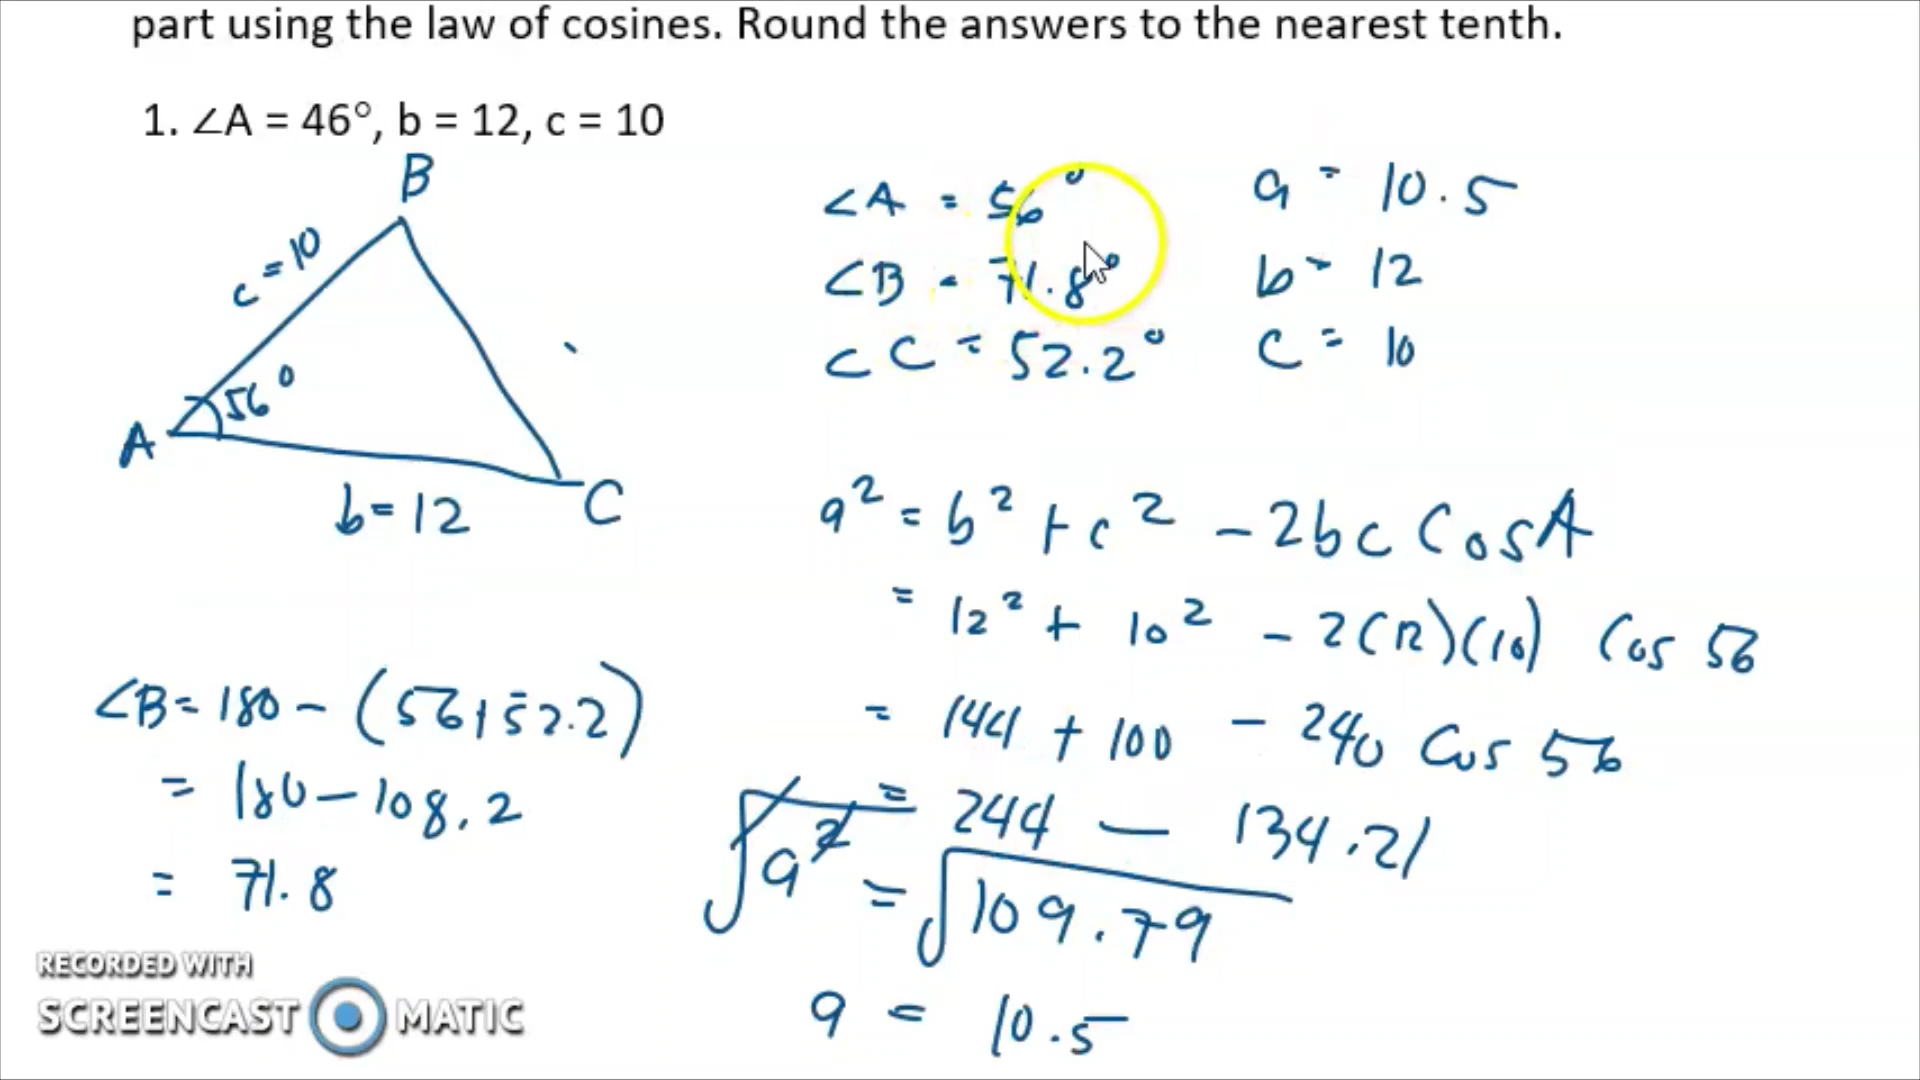 part using the law of cosines. Round the answers to the nearest tenth.
1. ∠A = 46°, b = 12, c = 10
B
c = 10
56°
A
b = 12
C
∠A = 56°
∠B = 71.8°
∠C = 52.2°
a = 10.5
b = 12
c = 10
a² = b² + c² - 2bc Cos A
= 12² + 10² - 2(12)(10) Cos 56
= 144 + 100 - 240 Cos 56
= 244 - 134.21
√a² = √109.79
a = 10.5
∠B = 180 - (56+52.2)
= 180 - 108.2
= 71.8
RECORDED WITH
SCREENCAST MATIC